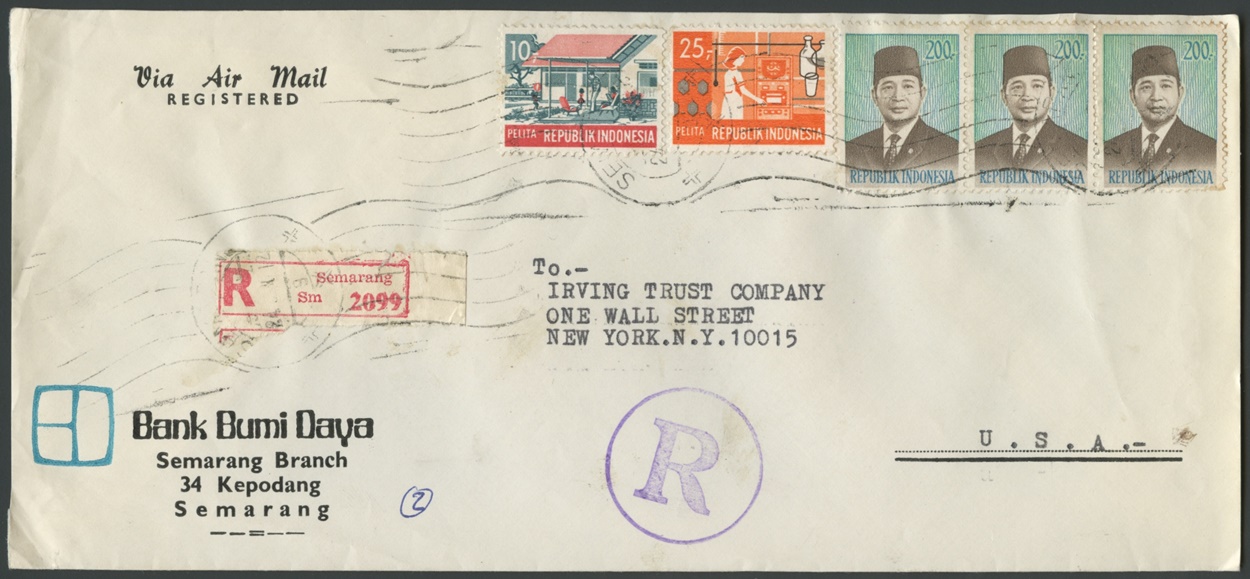 Via Air Mail
REGISTERED
10,-
PELITA REPUBLIK INDONESIA
25,-
PELITA REPUBLIK INDONESIA
200,-
REPUBLIK INDONESIA
200,-
REPUBLIK INDONESIA
200,-
REPUBLIK INDONESIA
R
Semarang
Sm 2099
To.-
IRVING TRUST COMPANY
ONE WALL STREET
NEW YORK.N.Y.10015
U.S.A.-
R
Bank Bumi Daya
Semarang Branch
34 Kepodang
Semarang
2